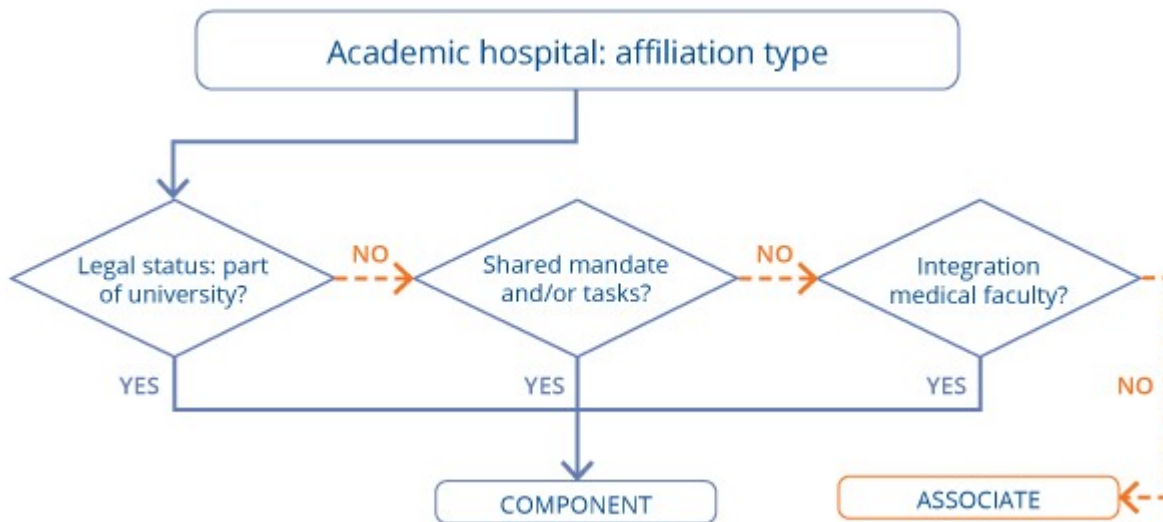 Academic hospital: affiliation type
Legal status: part
of university?
NO
Shared mandate
and/or tasks?
NO
Integration
medical faculty?
YES
YES
YES
NO
COMPONENT
ASSOCIATE